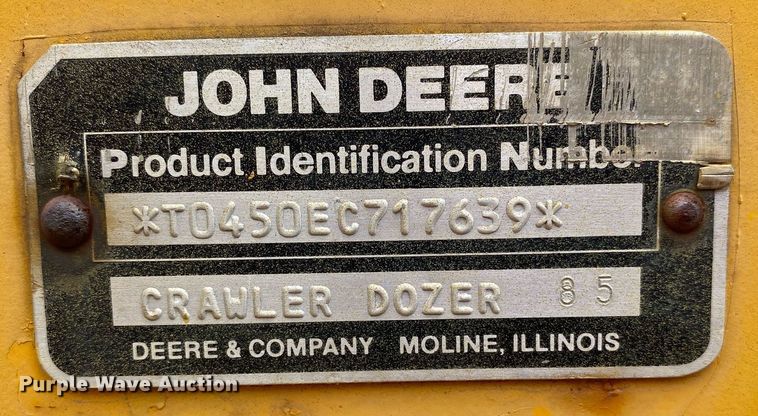 JOHN DEERE
Product Identification Number
*T0450EC717639*
CRAWLER DOZER 85
DEERE & COMPANY MOLINE, ILLINOIS
Purple Wave Auction